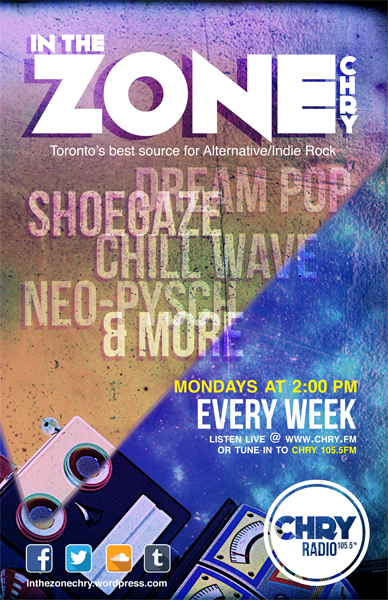 IN THE
ZONE
CHRY
Toronto's best source for Alternative/Indie Rock
DREAM POP
SHOEGAZE
CHILL WAVE
NEO-PYSCH
& MORE
MONDAYS AT 2:00 PM
EVERY WEEK
LISTEN LIVE @ WWW.CHRY.FM
OR TUNE IN TO CHRY 105.5FM
CHRY
RADIO 105.5 FM
f t
Inthezonechry.wordpress.com